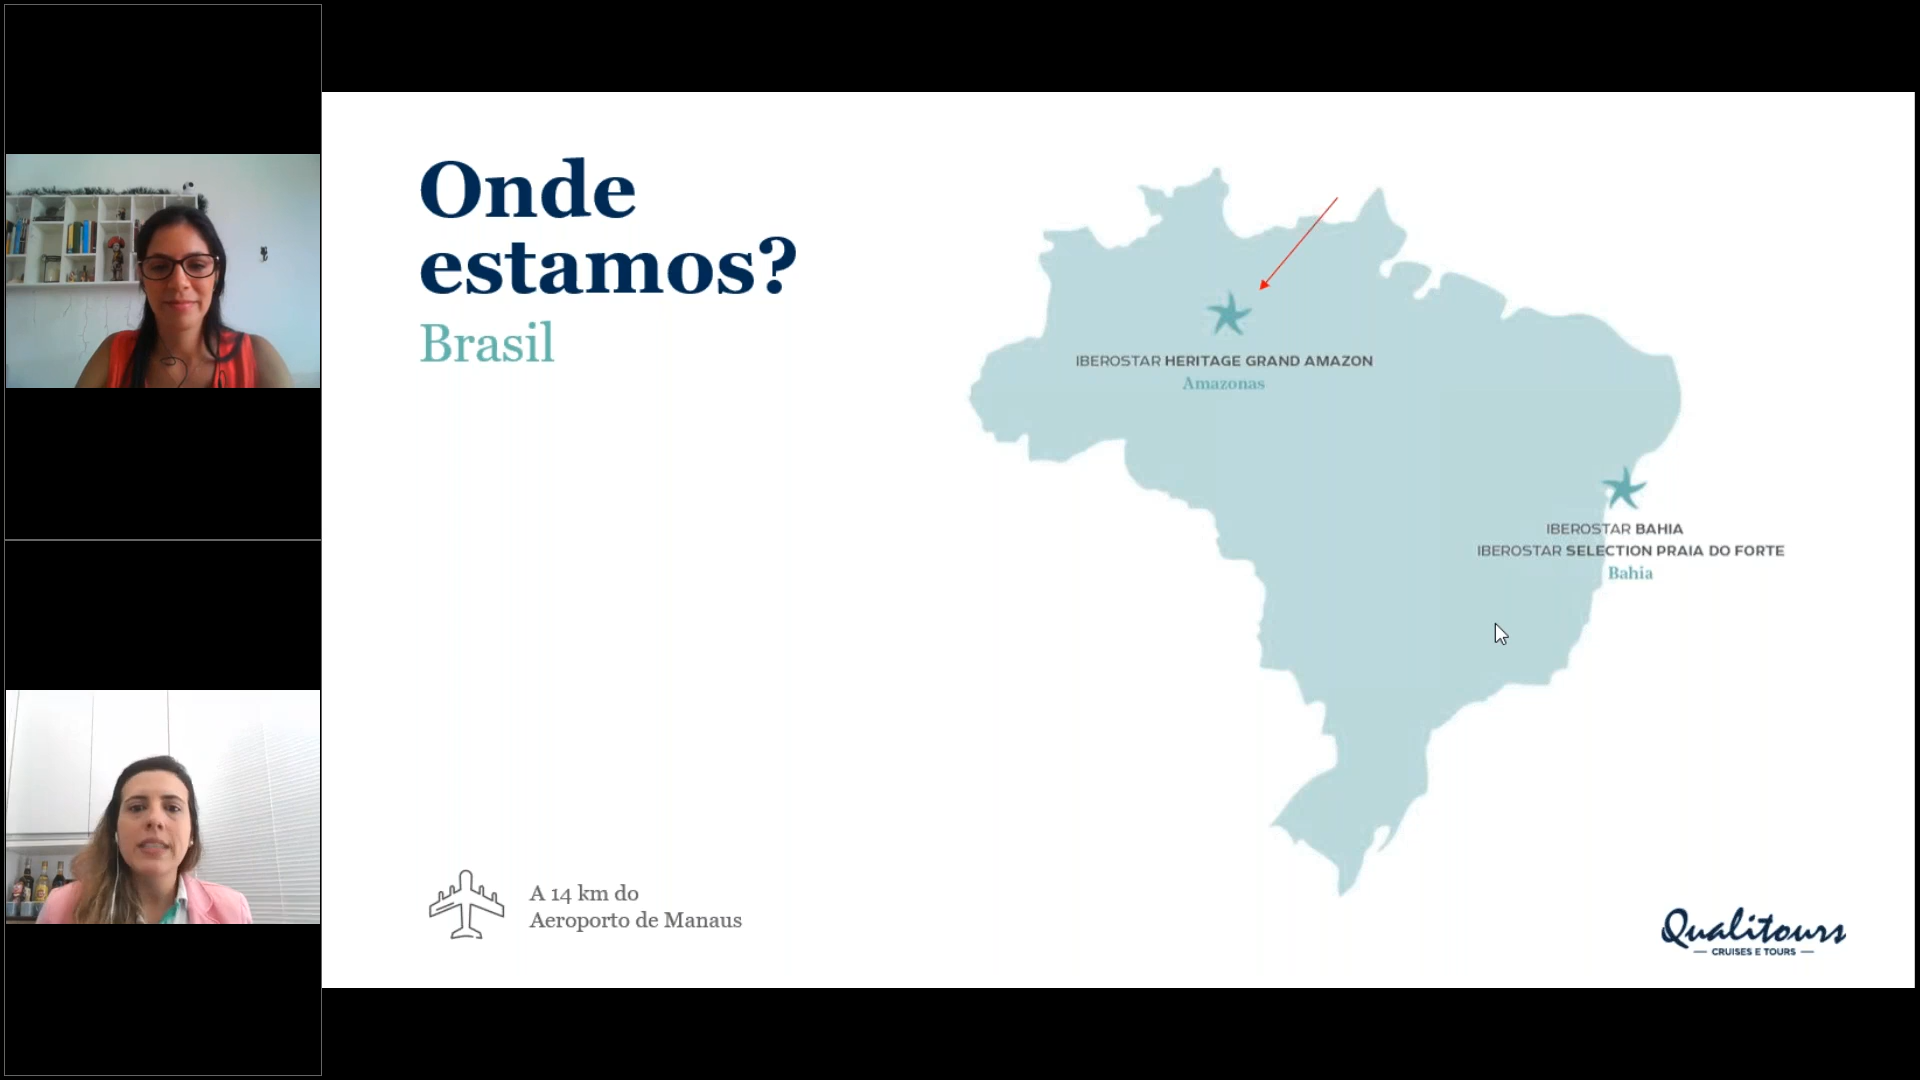 Onde
estamos?
Brasil
IBEROSTAR HERITAGE GRAND AMAZON
Amazonas
IBEROSTAR BAHIA
IBEROSTAR SELECTION PRAIA DO FORTE
Bahia
A 14 km do
Aeroporto de Manaus
Qualitours
CRUISES E TOURS